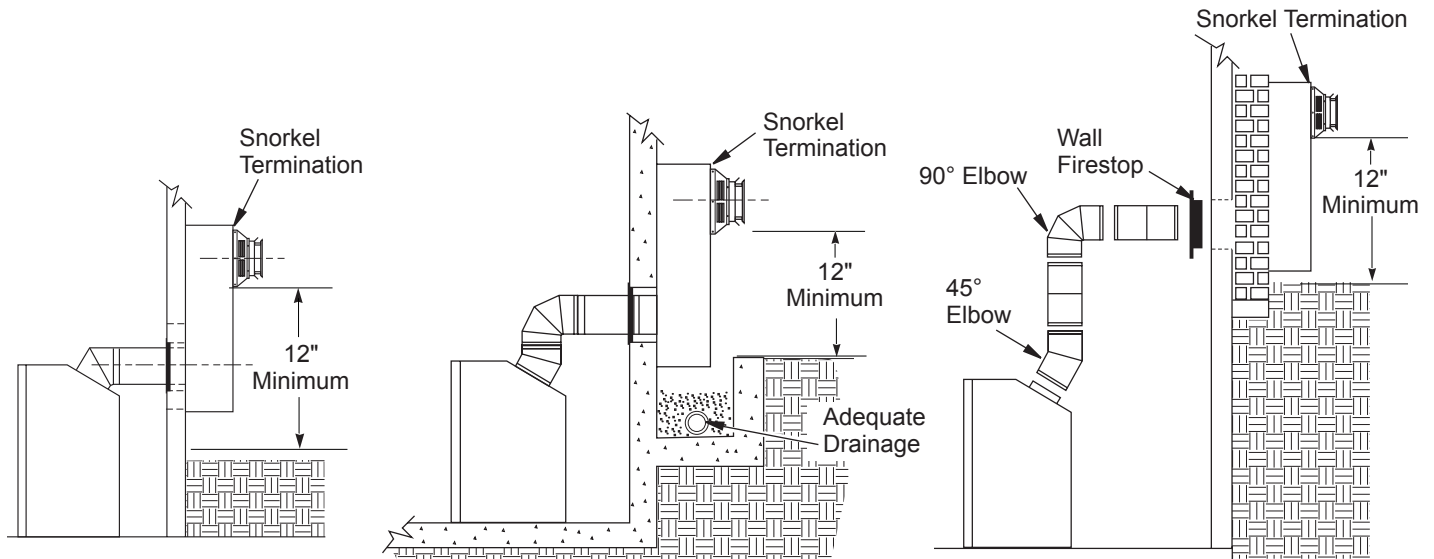 Snorkel
Termination
12"
Minimum
Snorkel
Termination
12"
Minimum
Adequate
Drainage
Snorkel Termination
Wall
Firestop
90° Elbow
12"
Minimum
45°
Elbow